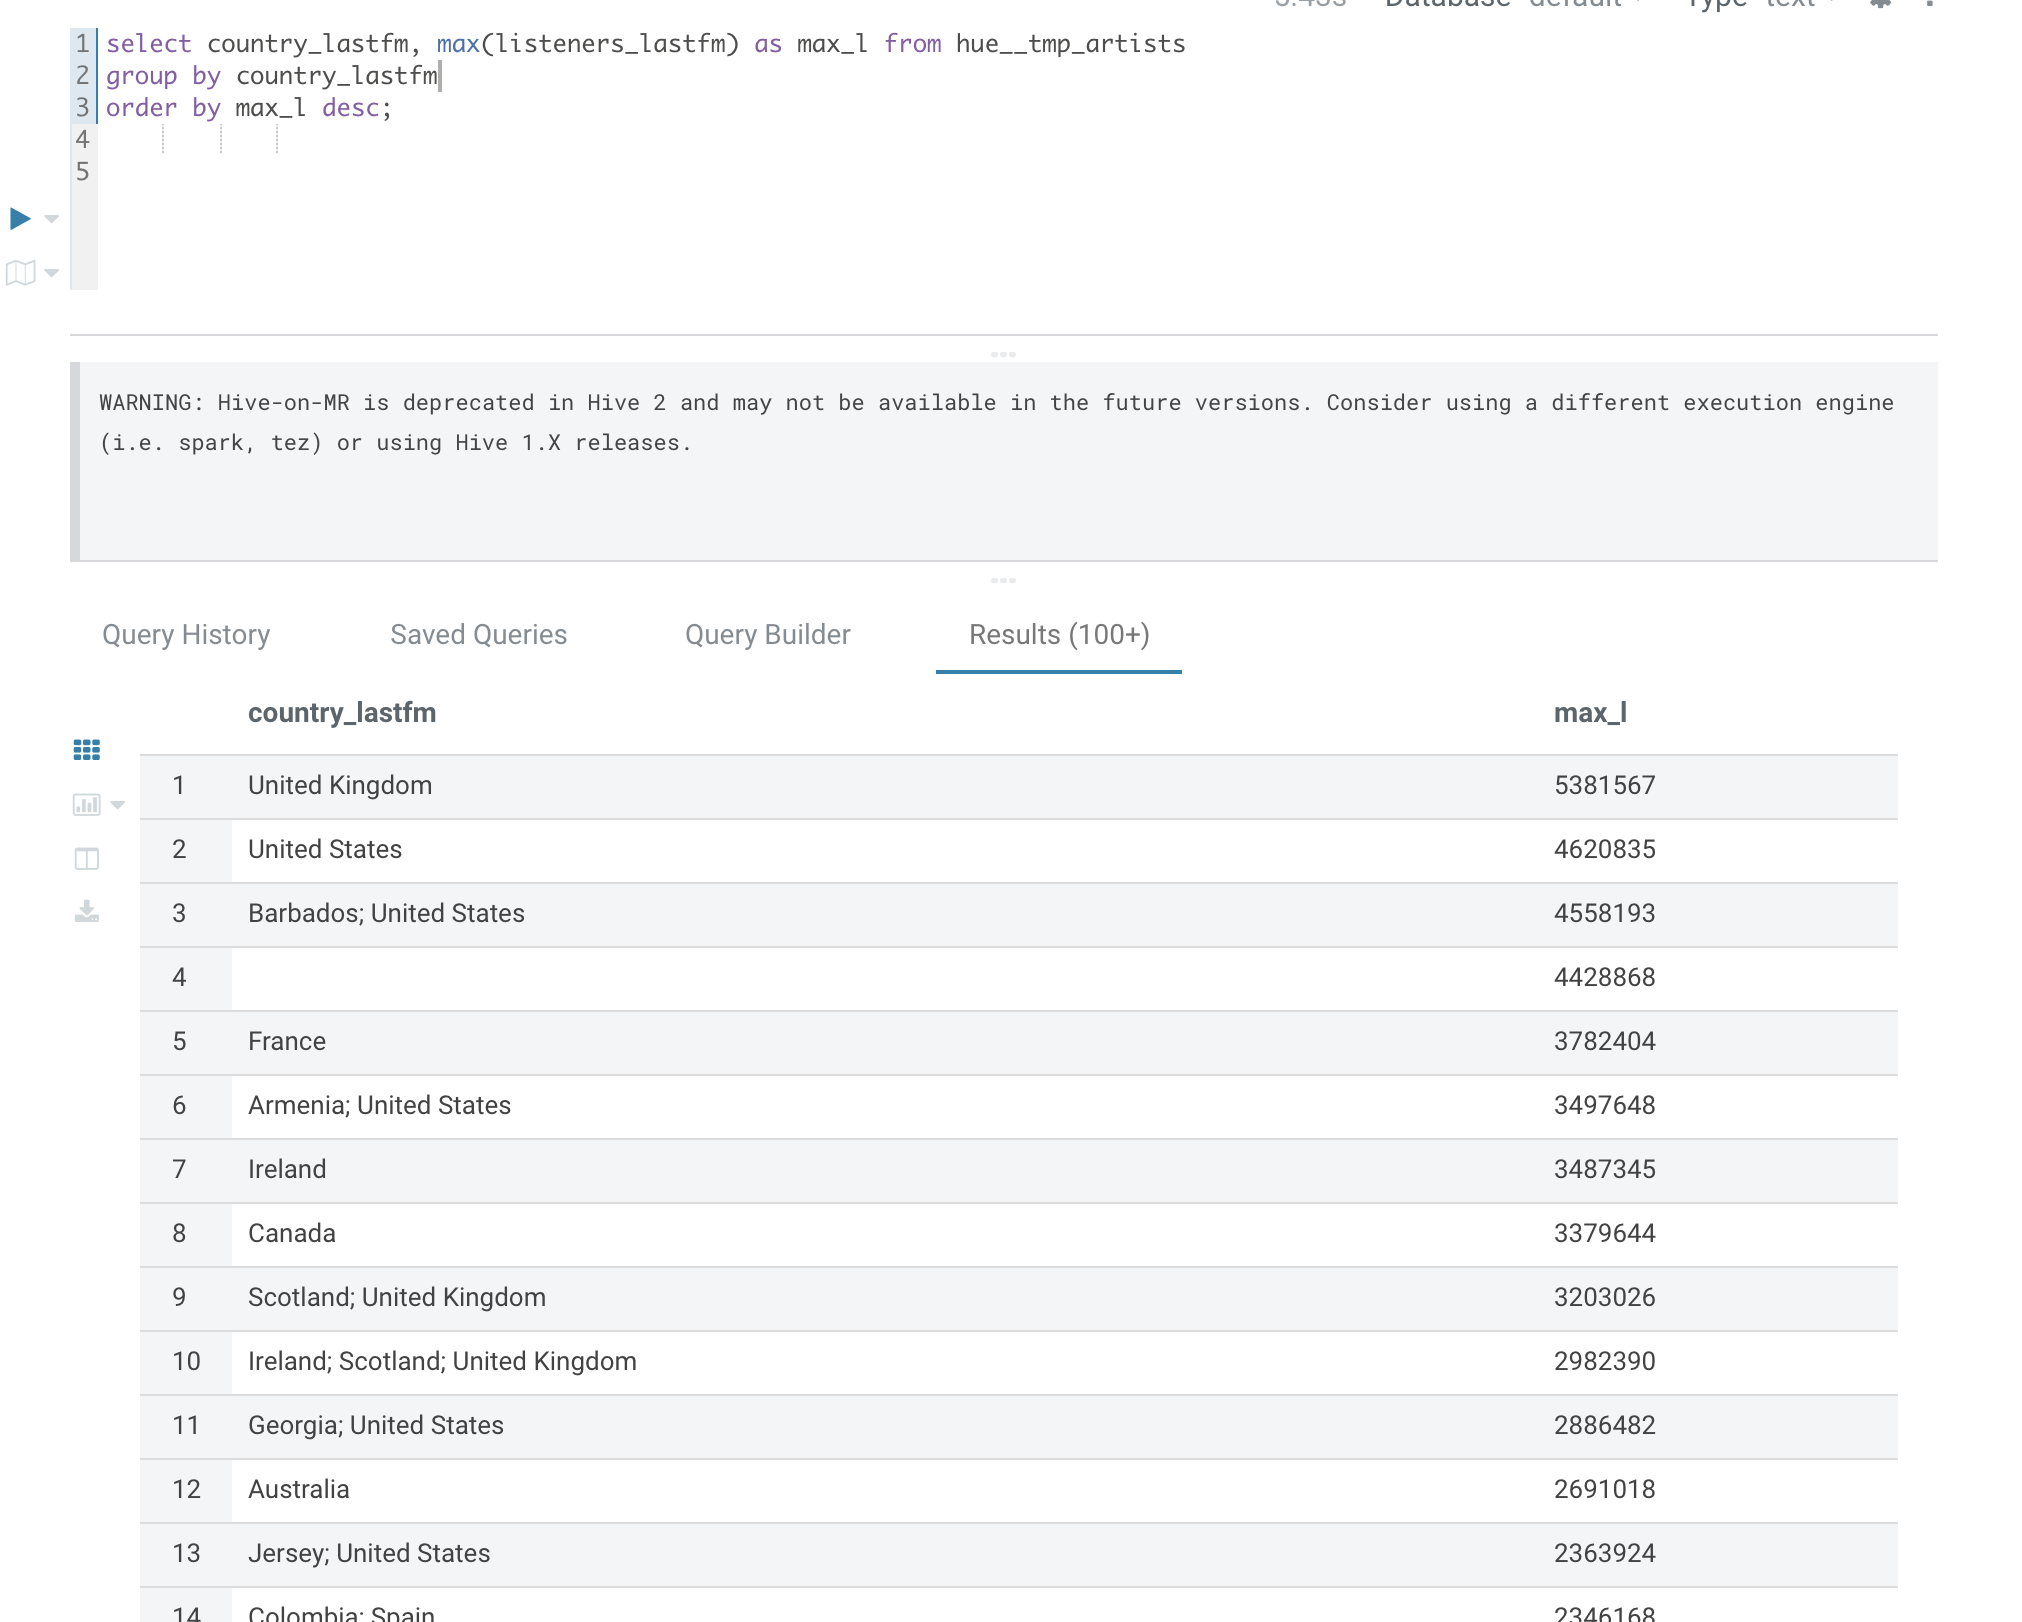 5.45s Database default Type text
1 select country_lastfm, max(listeners_lastfm) as max_l from hue__tmp_artists
2 group by country_lastfm
3 order by max_l desc;
4
5
WARNING: Hive-on-MR is deprecated in Hive 2 and may not be available in the future versions. Consider using a different execution engine
(i.e. spark, tez) or using Hive 1.X releases.
Query History Saved Queries Query Builder Results (100+)
country_lastfm max_l
1 United Kingdom 5381567
2 United States 4620835
3 Barbados; United States 4558193
4 4428868
5 France 3782404
6 Armenia; United States 3497648
7 Ireland 3487345
8 Canada 3379644
9 Scotland; United Kingdom 3203026
10 Ireland; Scotland; United Kingdom 2982390
11 Georgia; United States 2886482
12 Australia 2691018
13 Jersey; United States 2363924
14 Colombia; Spain 2346168